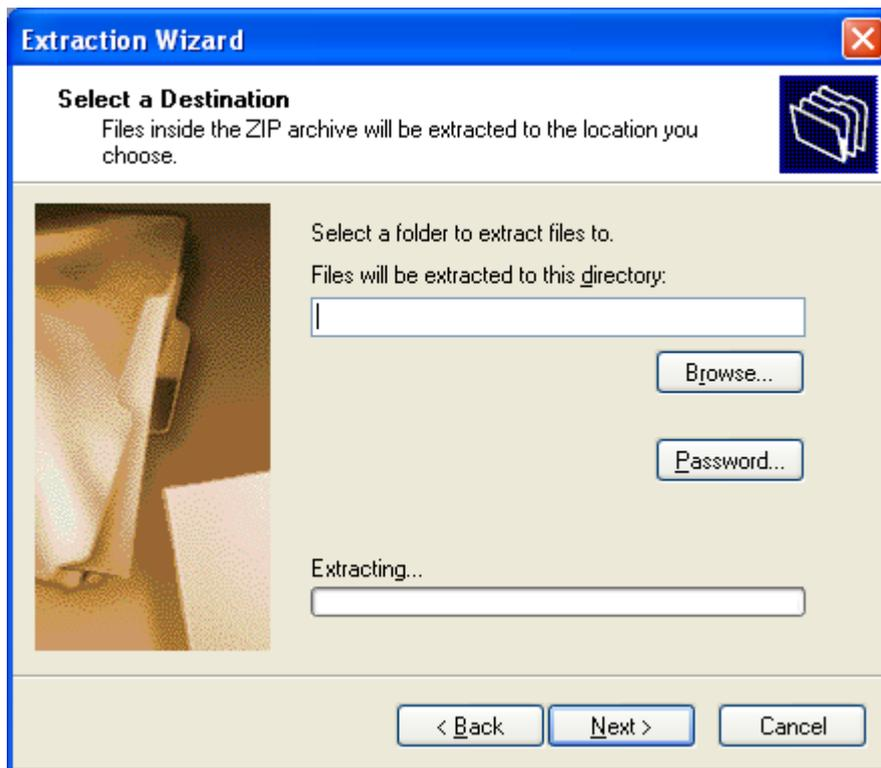 Extraction Wizard
Select a Destination
Files inside the ZIP archive will be extracted to the location you
choose.
Select a folder to extract files to.
Files will be extracted to this directory:
Browse...
Password...
Extracting...
< Back
Next >
Cancel